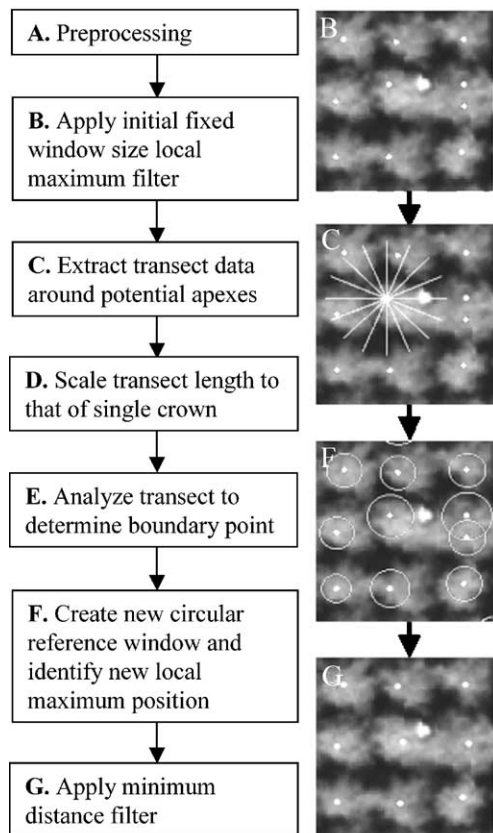 A. Preprocessing
B. Apply initial fixed
window size local
maximum filter
C. Extract transect data
around potential apexes
D. Scale transect length to
that of single crown
E. Analyze transect to
determine boundary point
F. Create new circular
reference window and
identify new local
maximum position
G. Apply minimum
distance filter
B
C
F
G